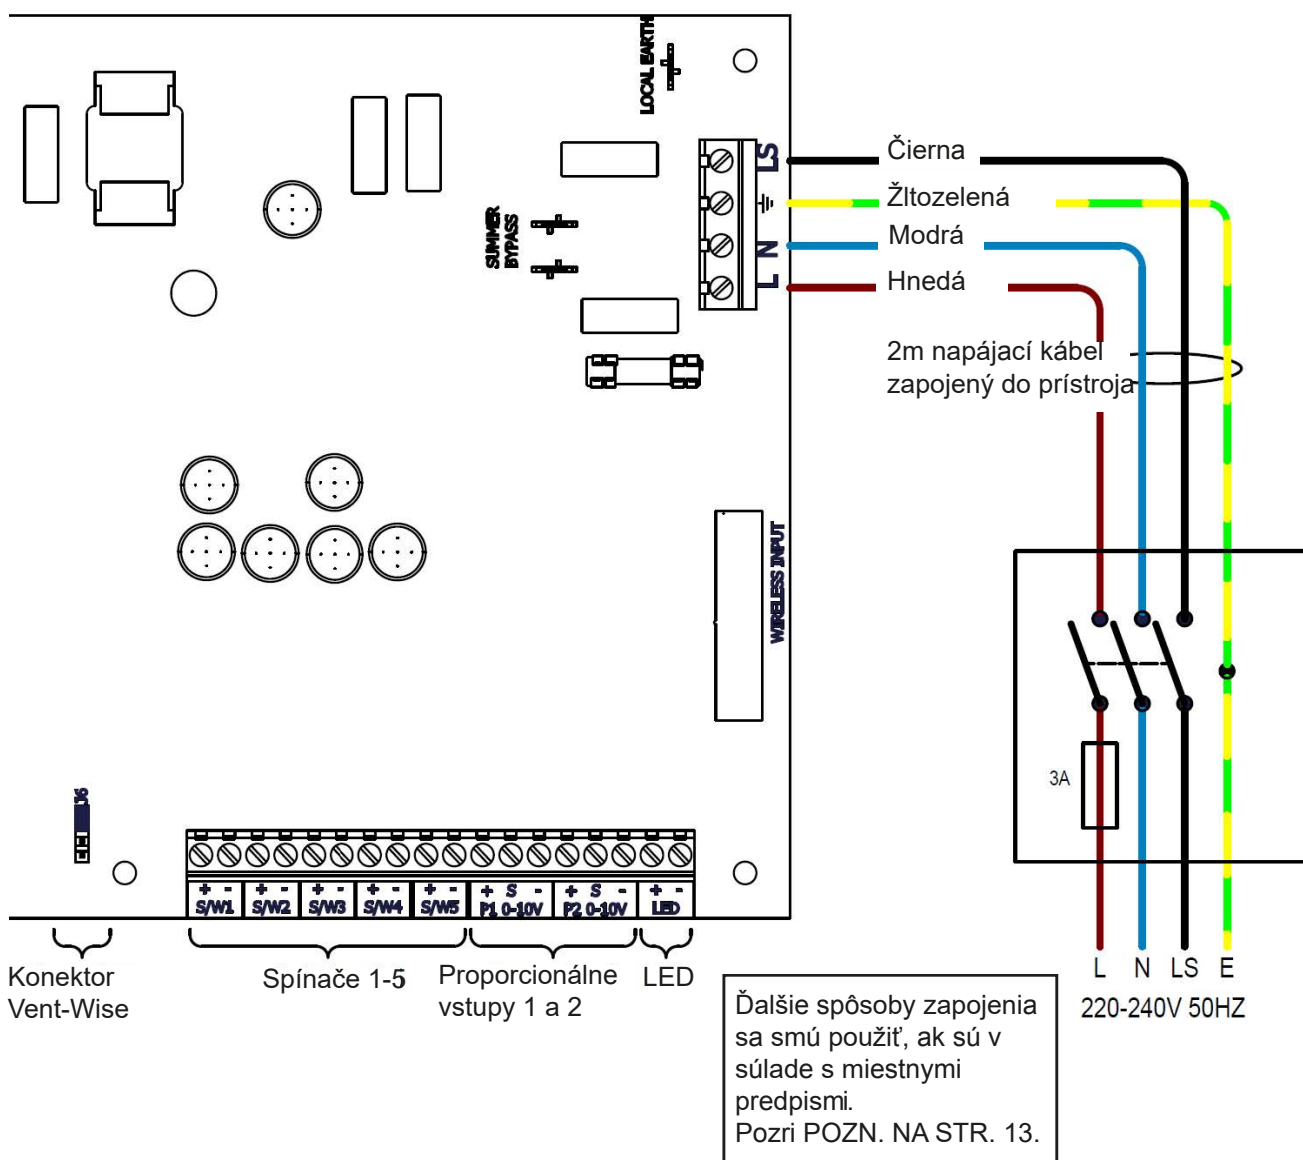 LOCAL EARTH
LS
N
L
SUMMER
BYPASS
Čierna
Žltozelená
Modrá
Hnedá
2m napájací kábel
zapojený do prístroja
WIRELESS INPUT
3A
J6
+ - + - + - + - + - + S - + S - + -
S/W1 S/W2 S/W3 S/W4 S/W5 P1 0-10V P2 0-10V LED
Konektor
Vent-Wise
Spínače 1-5
Proporcionálne
vstupy 1 a 2
LED
L N LS E
220-240V 50HZ
Ďalšie spôsoby zapojenia
sa smú použiť, ak sú v
súlade s miestnymi
predpismi.
Pozri POZN. NA STR. 13.